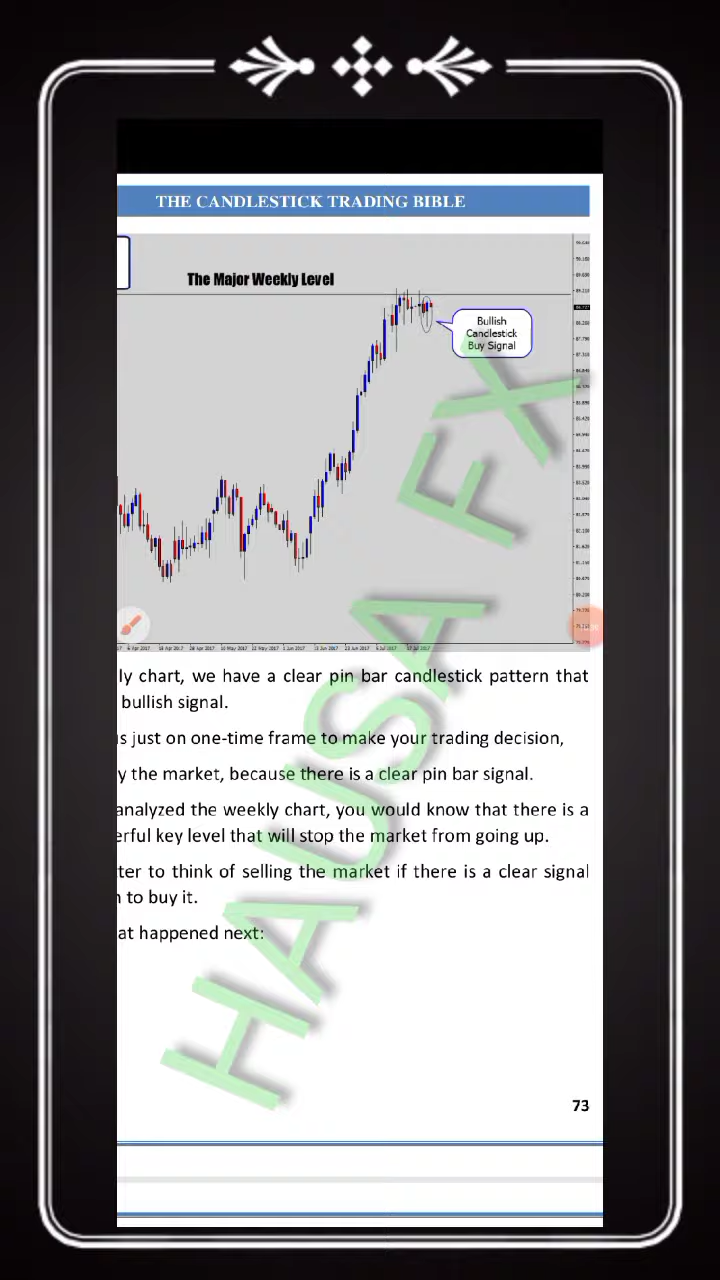 THE CANDLESTICK TRADING BIBLE
The Major Weekly Level
Bullish
Candlestick
Buy Signal
ly chart, we have a clear pin bar candlestick pattern that
bullish signal.
s just on one-time frame to make your trading decision,
y the market, because there is a clear pin bar signal.
analyzed the weekly chart, you would know that there is a
erful key level that will stop the market from going up.
ter to think of selling the market if there is a clear signal
n to buy it.
at happened next:
HAUSA FX
73